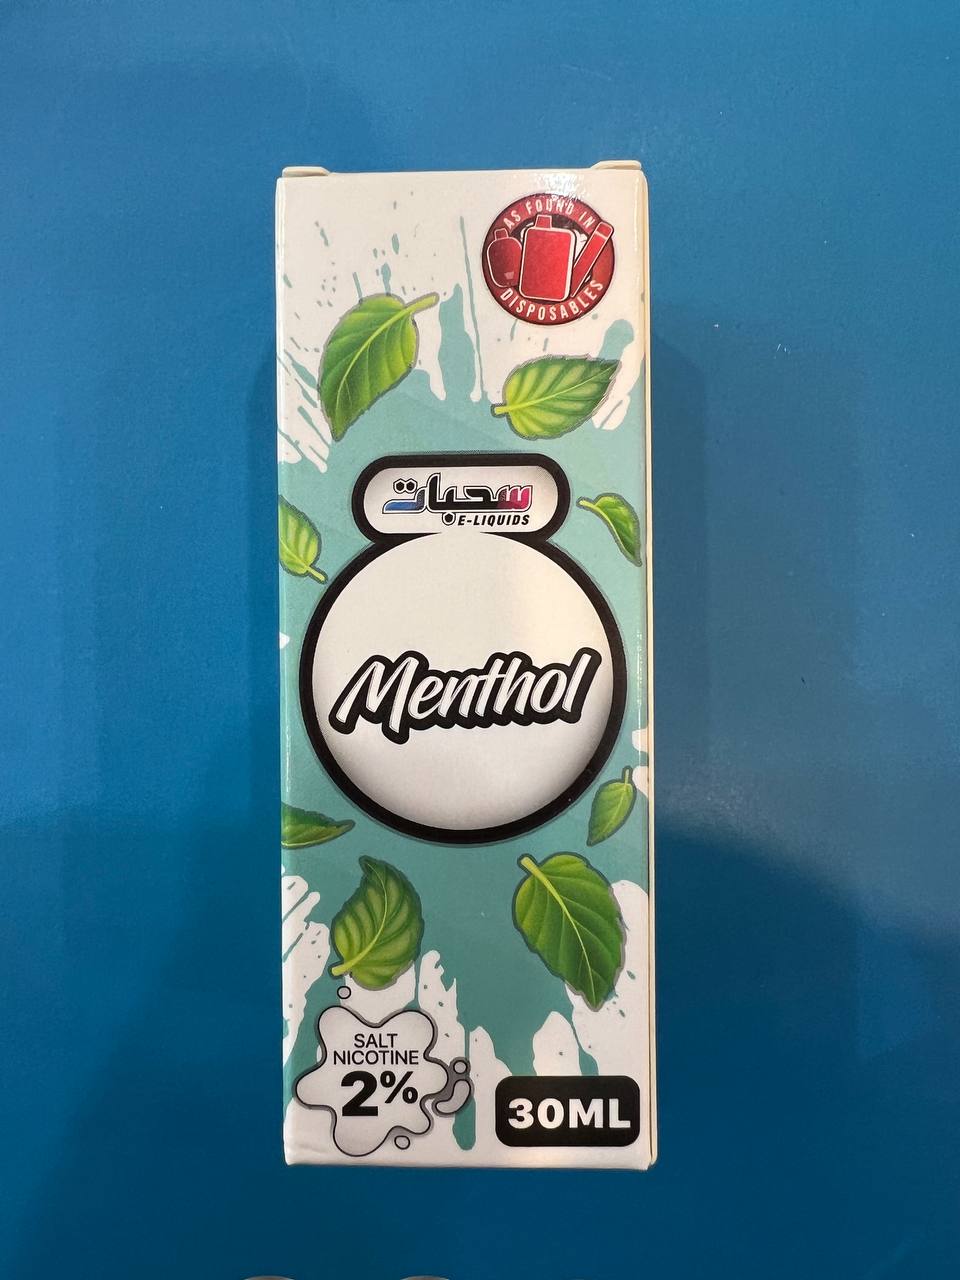 AS FOUND IN
DISPOSABLES
سحبات
E-LIQUIDS
Menthol
SALT
NICOTINE
2%
30ML